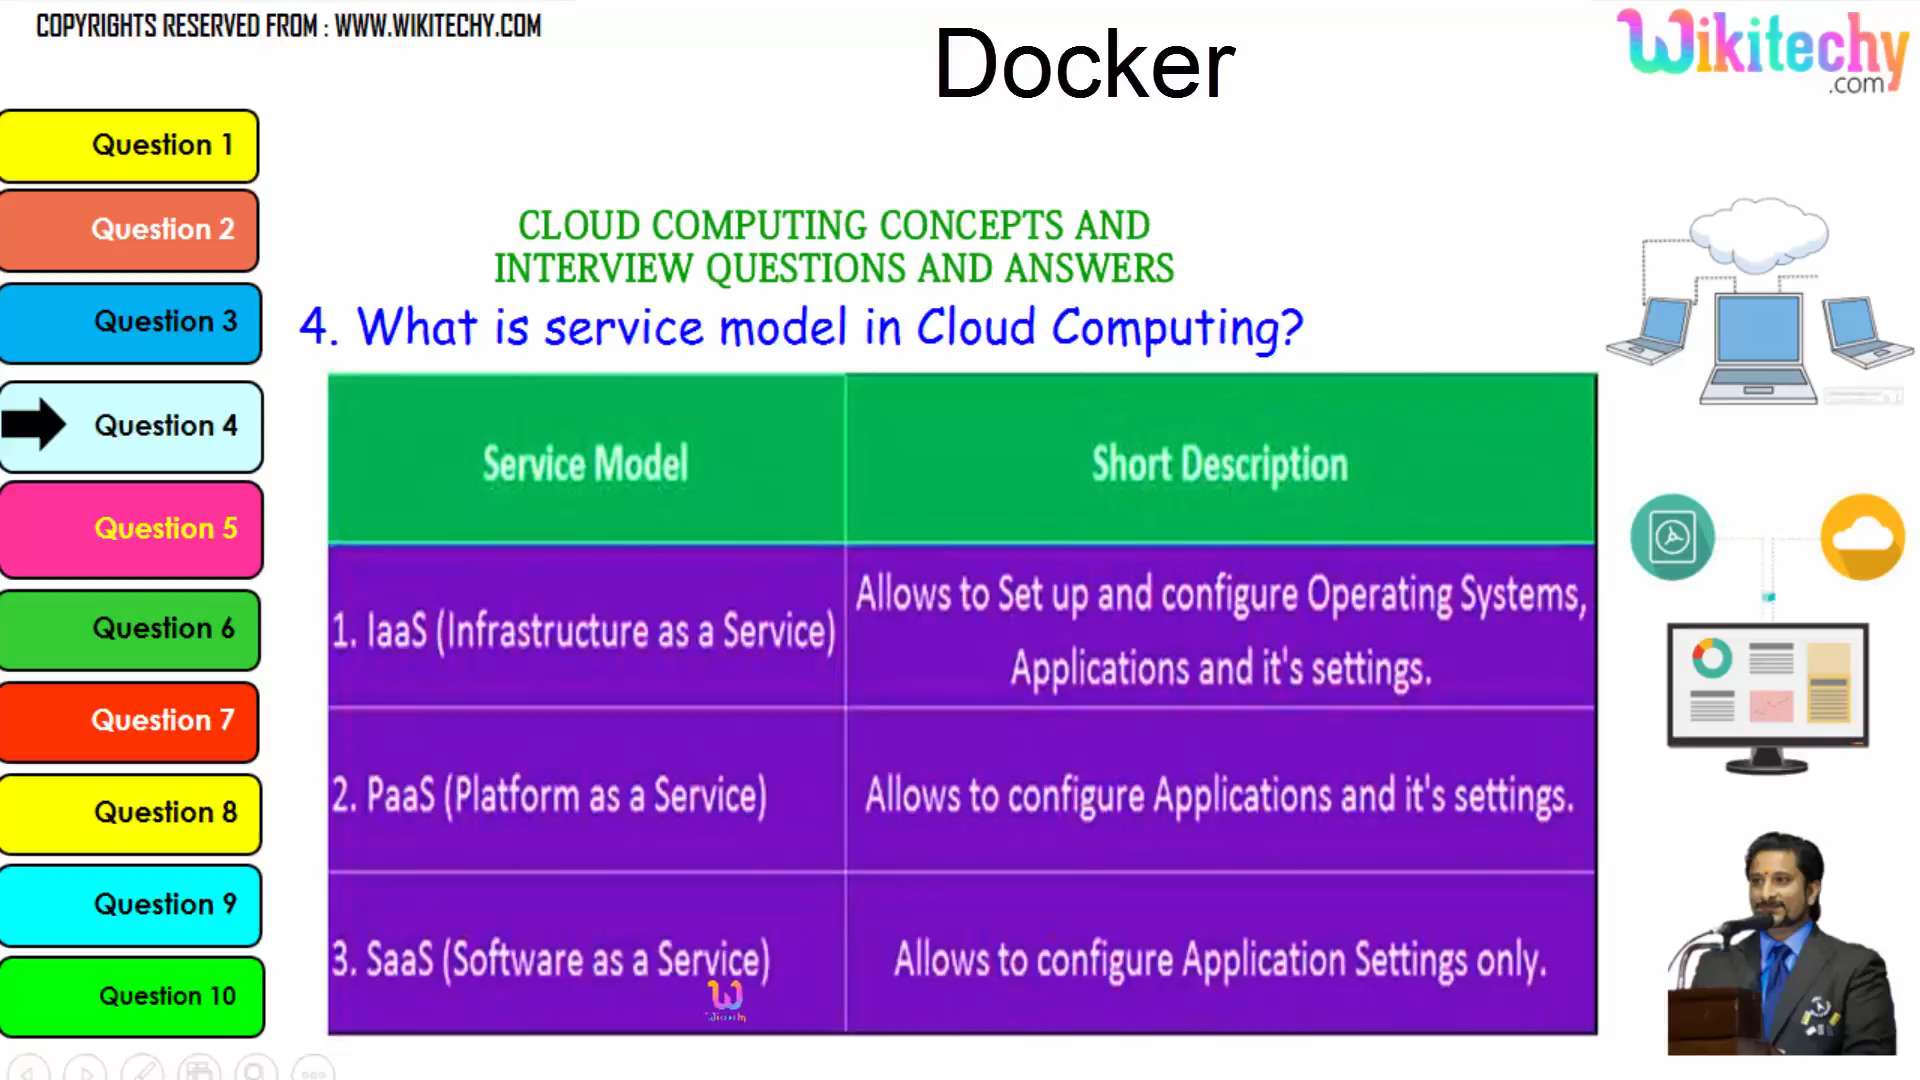 COPYRIGHTS RESERVED FROM : WWW.WIKITECHY.COM
Docker
Wikitechy
.com
Question 1
Question 2
Question 3
Question 4
Question 5
Question 6
Question 7
Question 8
Question 9
Question 10
CLOUD COMPUTING CONCEPTS AND
INTERVIEW QUESTIONS AND ANSWERS
4. What is service model in Cloud Computing?
Service Model
Short Description
1. IaaS (Infrastructure as a Service)
Allows to Set up and configure Operating Systems,
Applications and it's settings.
2. PaaS (Platform as a Service)
Allows to configure Applications and it's settings.
3. SaaS (Software as a Service)
Allows to configure Application Settings only.
W